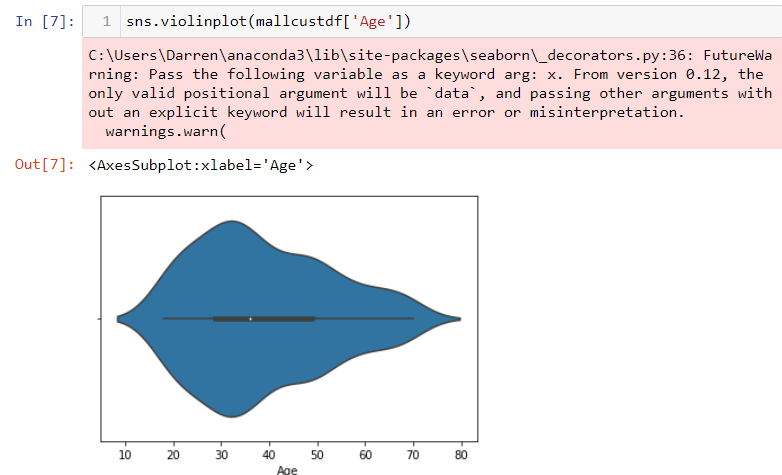 In [7]: 1 sns.violinplot(mallcustdf['Age'])
C:\Users\Darren\anaconda3\lib\site-packages\seaborn\_decorators.py:36: FutureWa
rning: Pass the following variable as a keyword arg: x. From version 0.12, the
only valid positional argument will be `data`, and passing other arguments with
out an explicit keyword will result in an error or misinterpretation.
  warnings.warn(
Out[7]: <AxesSubplot:xlabel='Age'>
10 20 30 40 50 60 70 80
Age